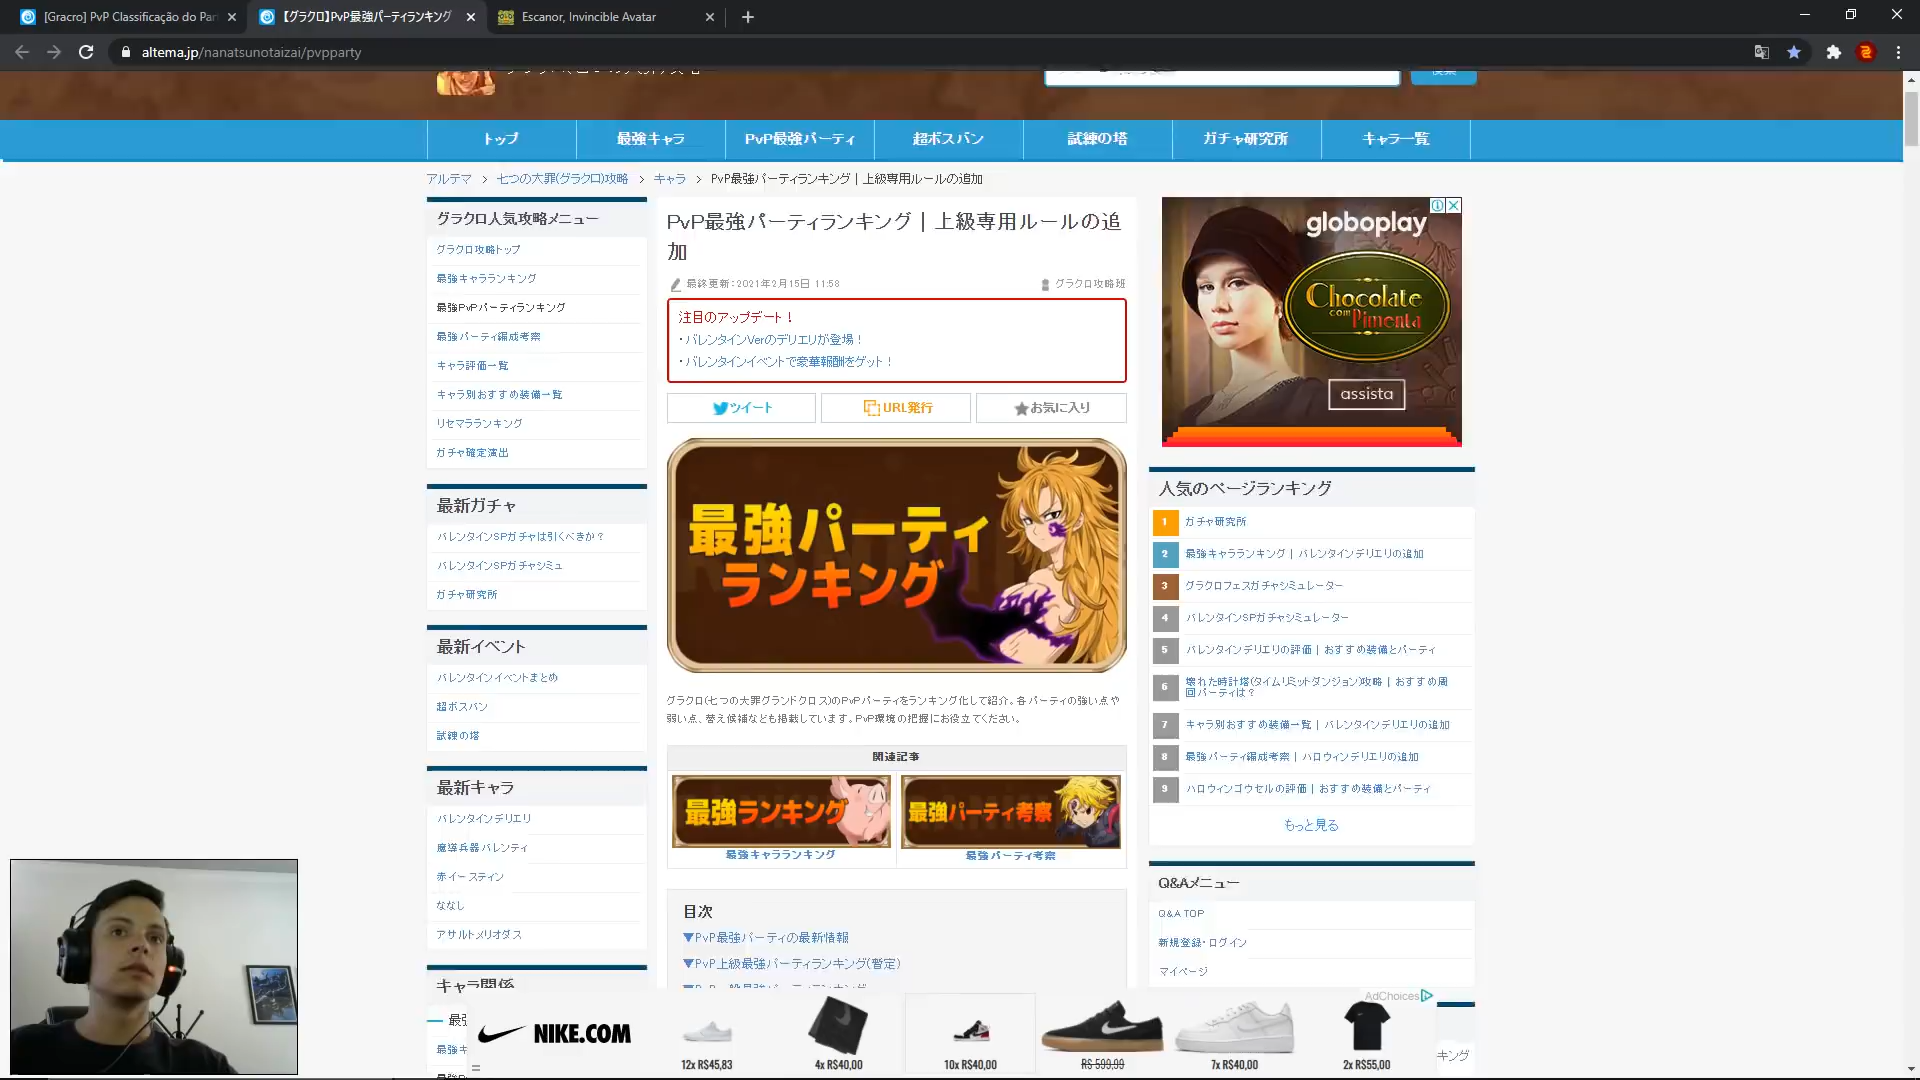 [Gracro] PvP Classificação do Par
【グラクロ】PvP最強パーティランキング
Escanor, Invincible Avatar
altema.jp/nanatsunotaizai/pvpparty
トップ
最強キャラ
PvP最強パーティ
超ボスバン
試練の塔
ガチャ研究所
キャラ一覧
アルテマ > 七つの大罪(グラクロ)攻略 > キャラ > PvP最強パーティランキング｜上級専用ルールの追加
グラクロ人気攻略メニュー
グラクロ攻略トップ
最強キャラランキング
最強PvPパーティランキング
最強パーティ編成考察
キャラ評価一覧
キャラ別おすすめ装備一覧
リセマラランキング
ガチャ確定演出
最新ガチャ
バレンタインSPガチャは引くべきか？
バレンタインSPガチャシミュ
ガチャ研究所
最新イベント
バレンタインイベントまとめ
超ボスバン
試練の塔
最新キャラ
バレンタインデリエリ
魔導兵器バレンティ
赤イースティン
ななし
アサルトメリオダス
キャラ関係
最強キ
PvP最強パーティランキング｜上級専用ルールの追
加
最終更新：2021年2月15日 11:58
グラクロ攻略班
注目のアップデート！
・バレンタインVerのデリエリが登場！
・バレンタインイベントで豪華報酬をゲット！
ツイート
URL発行
お気に入り
最強パーティ
ランキング
グラクロ(七つの大罪グランドクロス)のPvPパーティをランキング化して紹介。各パーティの強い点や
弱い点、替え候補なども掲載しています。PvP環境の把握にお役立てください。
関連記事
最強ランキング
最強パーティ考察
最強キャラランキング
最強パーティ考察
目次
▼PvP最強パーティの最新情報
▼PvP上級最強パーティランキング(暫定)
globoplay
Chocolate
com Pimenta
assista
人気のページランキング
1 ガチャ研究所
2 最強キャラランキング｜バレンタインデリエリの追加
3 グラクロフェスガチャシミュレーター
4 バレンタインSPガチャシミュレーター
5 バレンタインデリエリの評価｜おすすめ装備とパーティ
6 壊れた時計塔(タイムリミットダンジョン)攻略｜おすすめ周
回パーティは？
7 キャラ別おすすめ装備一覧｜バレンタインデリエリの追加
8 最強パーティ編成考察｜ハロウィンデリエリの追加
9 ハロウィンゴウセルの評価｜おすすめ装備とパーティ
もっと見る
Q&Aメニュー
Q&A TOP
新規登録・ログイン
マイページ
キング
AdChoices
NIKE.COM
12x R$45,83
4x R$40,00
10x R$40,00
R$ 599,99
7x R$40,00
2x R$55,00